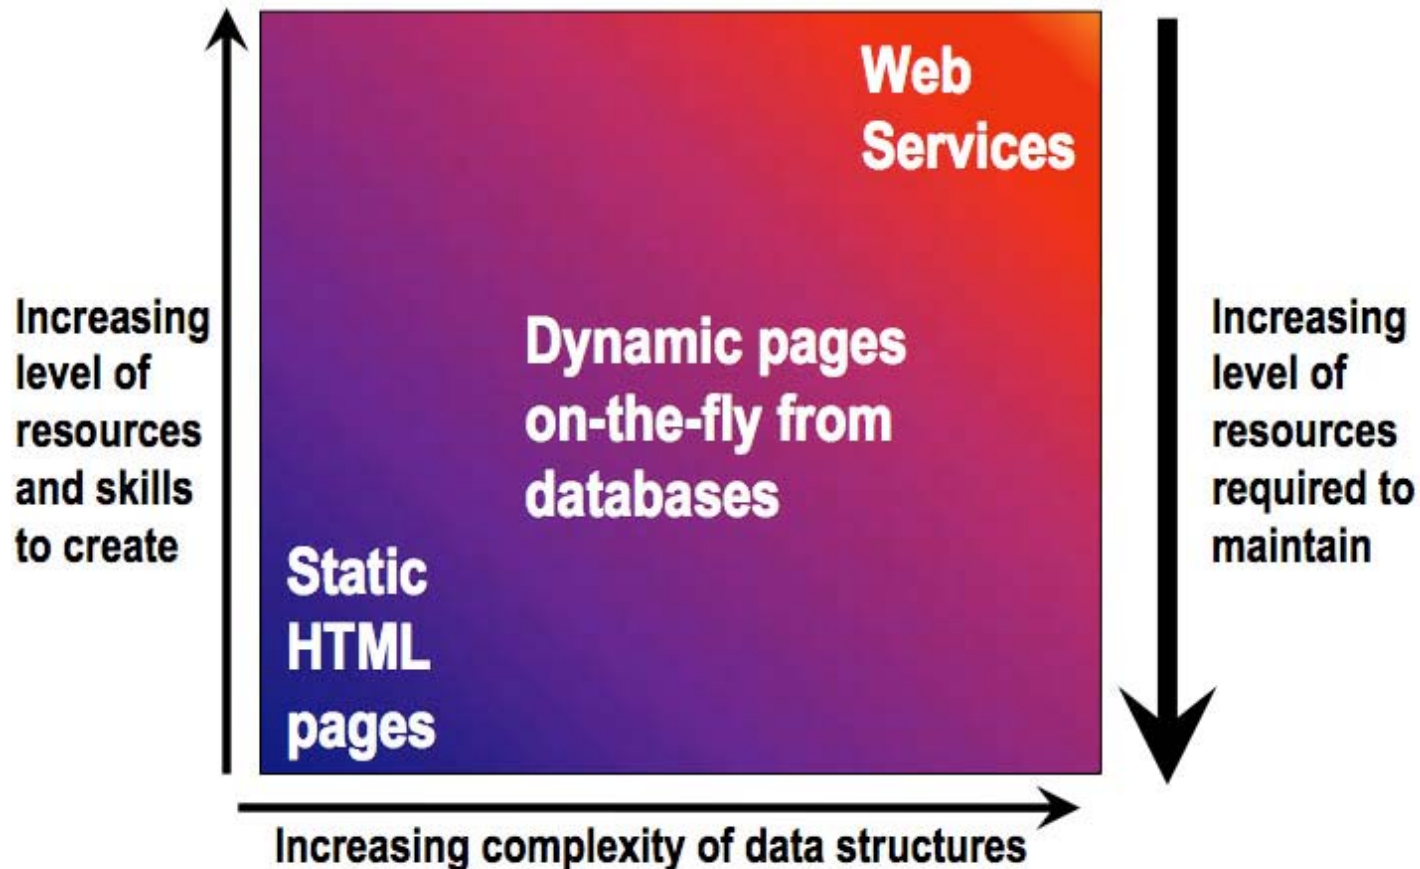 Web
Services
Increasing
level of
resources
and skills
to create
Dynamic pages
on-the-fly from
databases
Increasing
level of
resources
required to
maintain
Static
HTML
pages
Increasing complexity of data structures